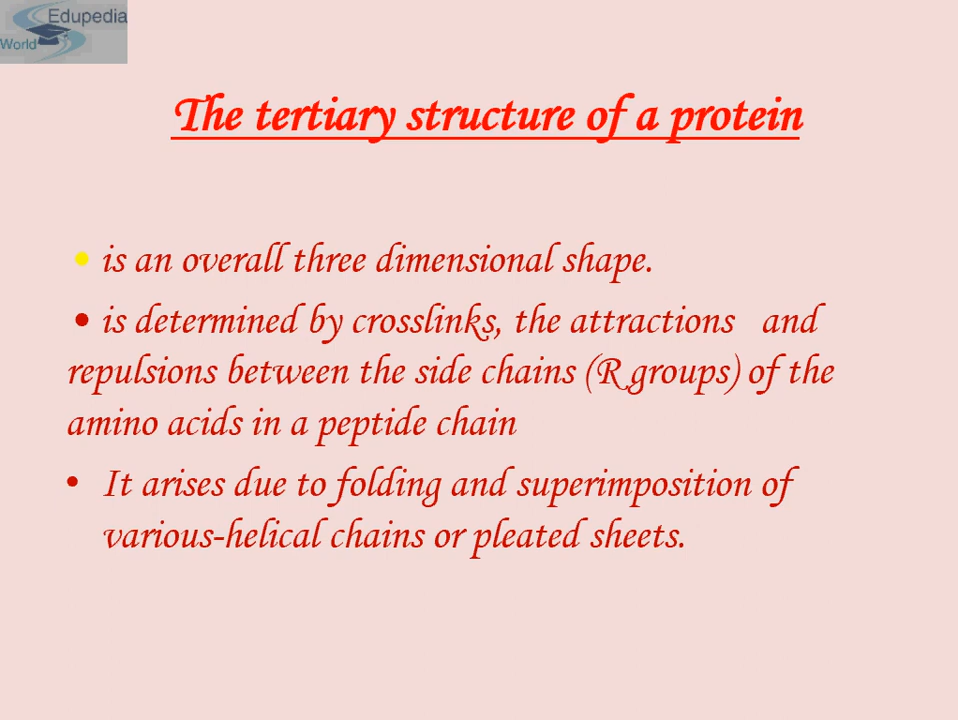 Edupedia
World
The tertiary structure of a protein
• is an overall three dimensional shape.
• is determined by crosslinks, the attractions and
repulsions between the side chains (R groups) of the
amino acids in a peptide chain
• It arises due to folding and superimposition of
various-helical chains or pleated sheets.